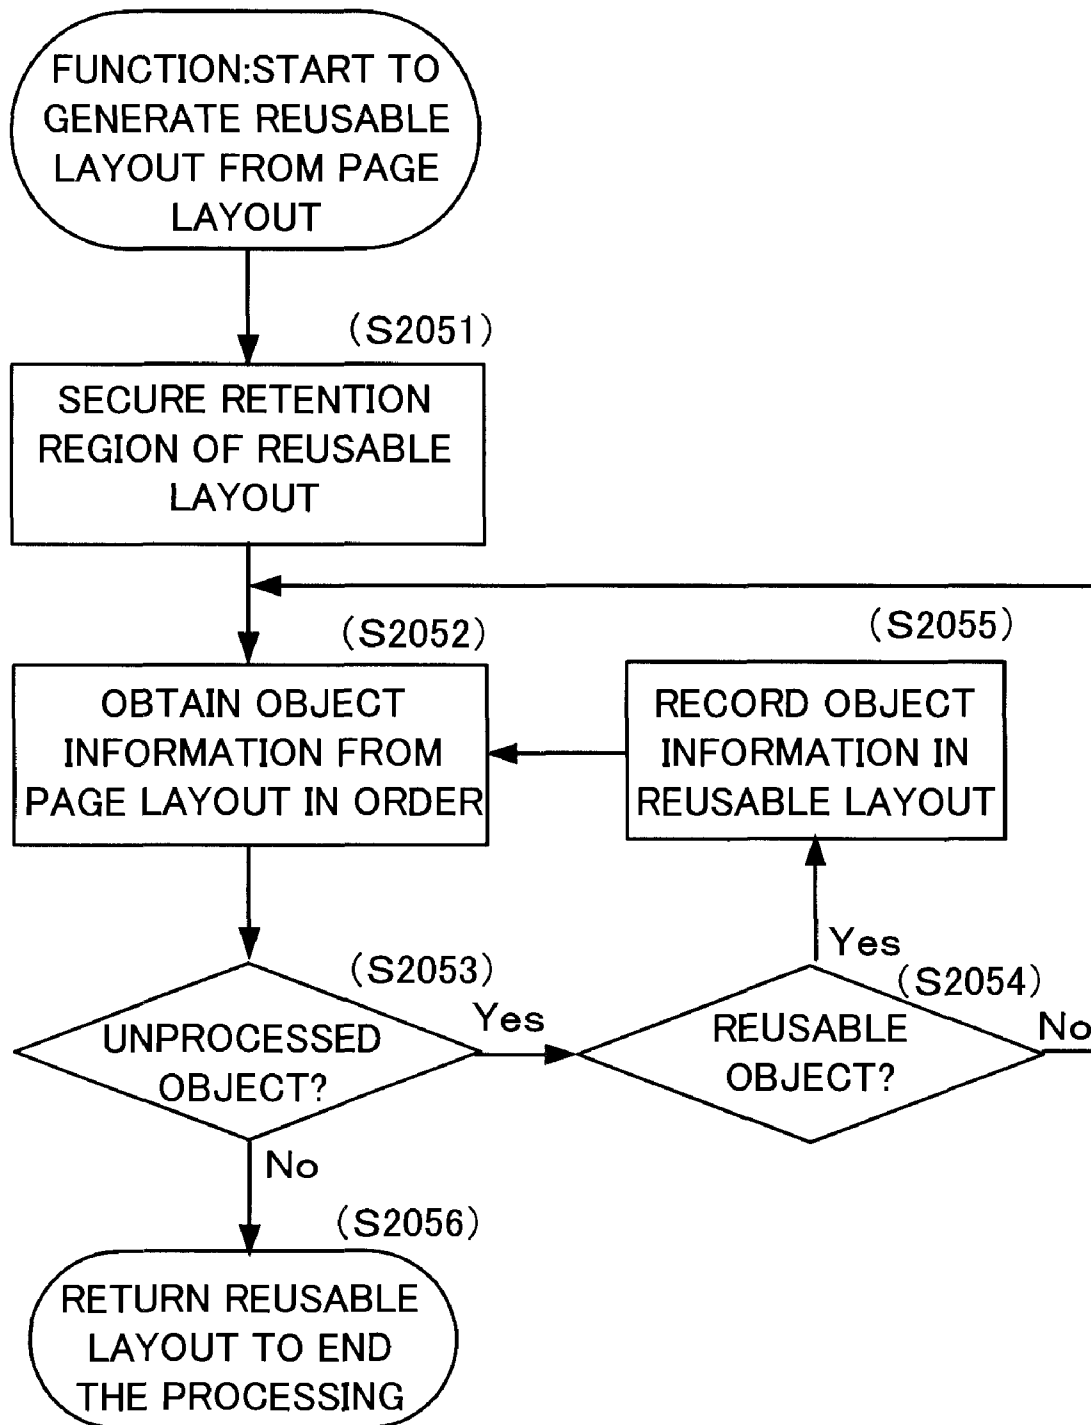 FUNCTION:START TO
GENERATE REUSABLE
LAYOUT FROM PAGE
LAYOUT
(S2051)
SECURE RETENTION
REGION OF REUSABLE
LAYOUT
(S2052)
OBTAIN OBJECT
INFORMATION FROM
PAGE LAYOUT IN ORDER
(S2055)
RECORD OBJECT
INFORMATION IN
REUSABLE LAYOUT
(S2053)
UNPROCESSED
OBJECT?
Yes
No
(S2054)
REUSABLE
OBJECT?
Yes
No
(S2056)
RETURN REUSABLE
LAYOUT TO END
THE PROCESSING